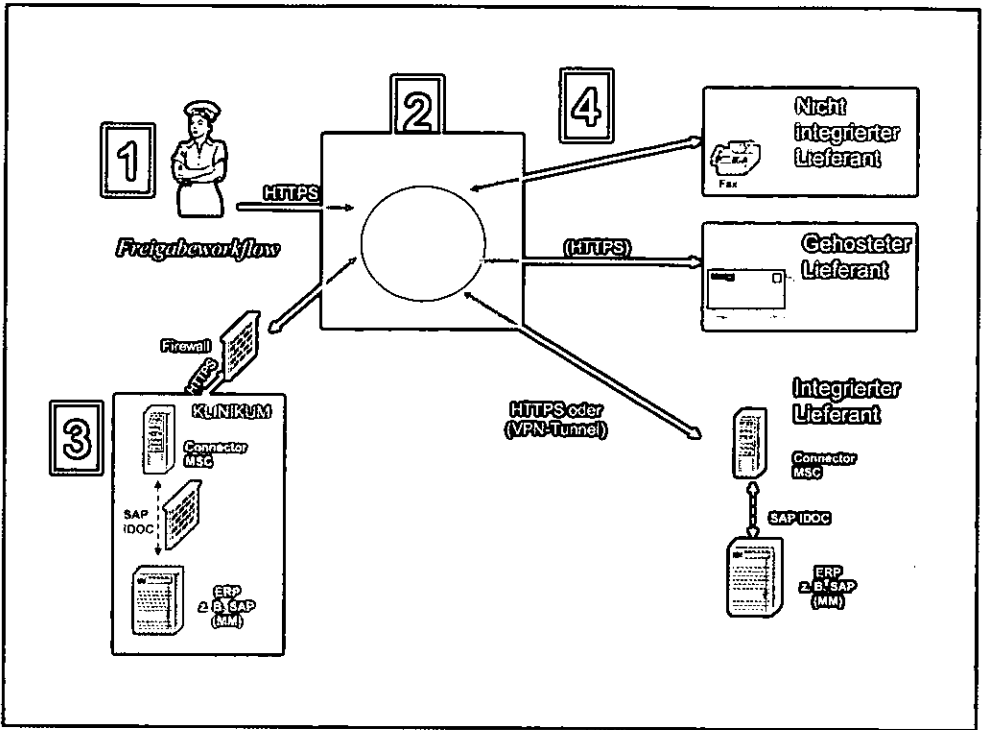 1
2
4
HTTPS
Freigabeworkflow
Nicht
integrierter
Lieferant
Fax
(HTTPS)
Gehosteter
Lieferant
Firewall
HTTPS
3
KLINIKUM
Connector
MSC
SAP
IDOC
ERP
z. B. SAP
(MM)
HTTPS oder
(VPN-Tunnel)
Integrierter
Lieferant
Connector
MSC
SAP IDOC
ERP
z. B. SAP
(MM)